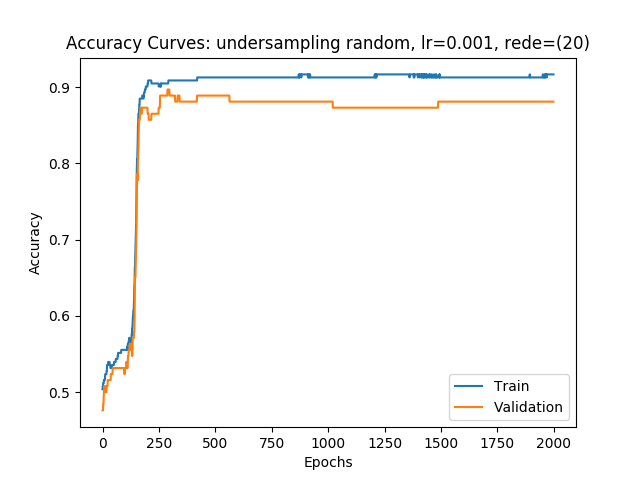 Accuracy Curves: undersampling random, lr=0.001, rede=(20)
0.9
0.8
0.7
0.6
0.5
Accuracy
0
250
500
750
1000
1250
1500
1750
2000
Epochs
Train
Validation